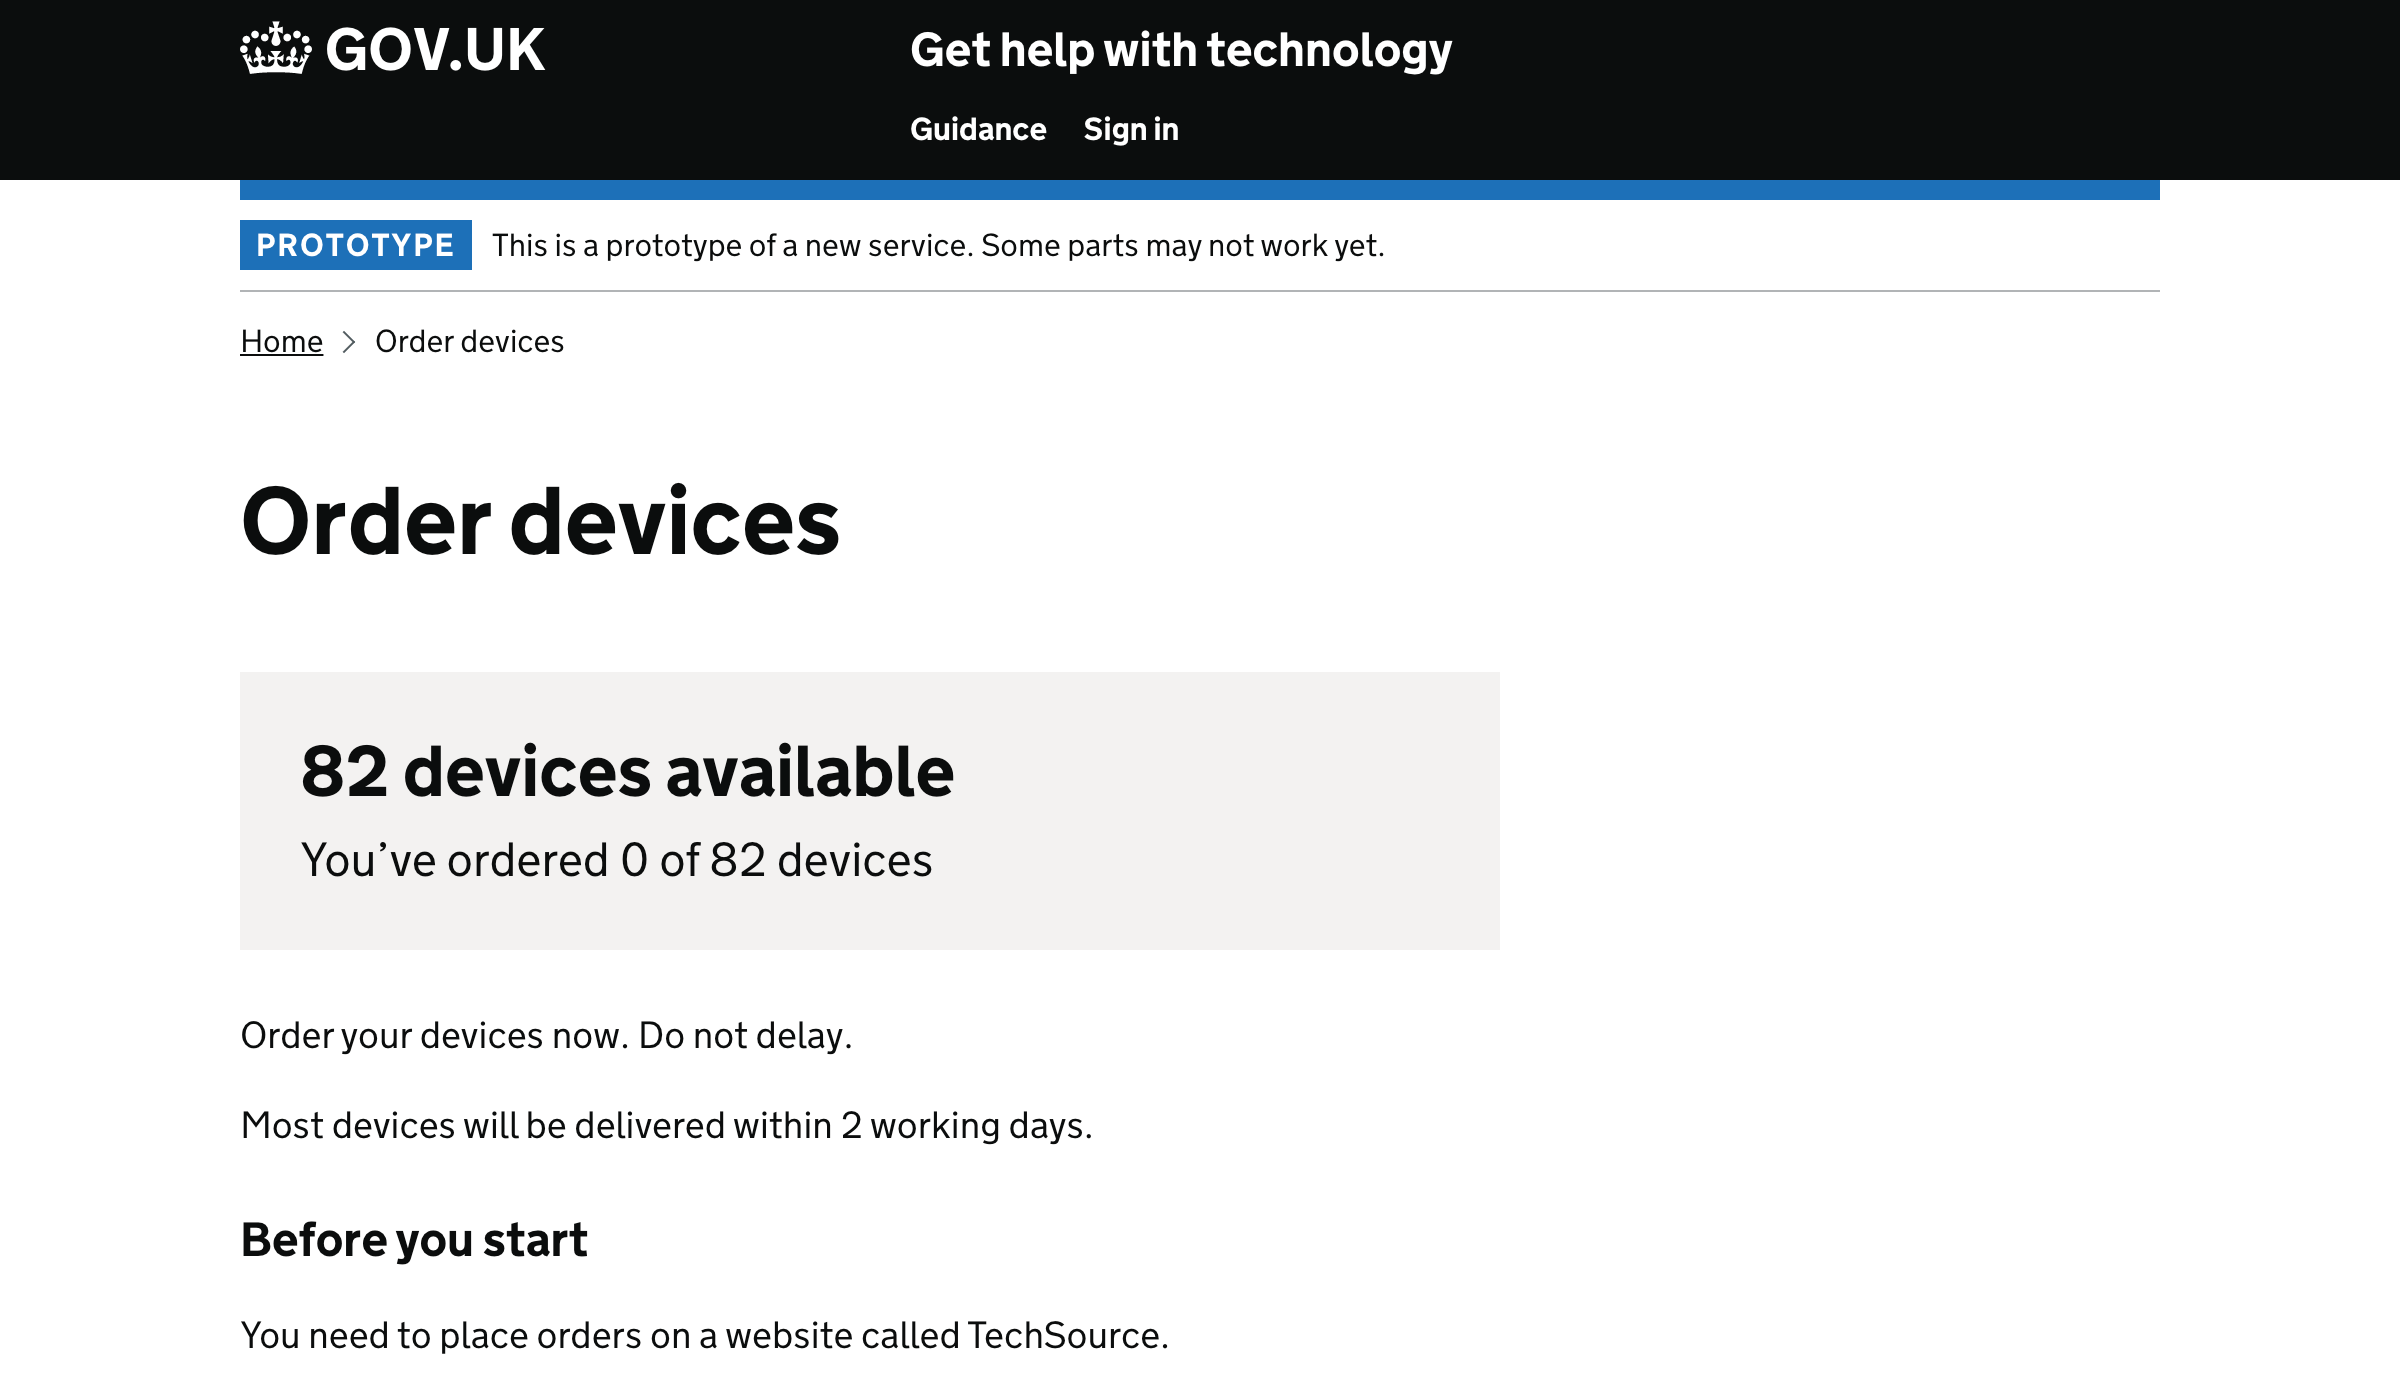 GOV.UK
Get help with technology
Guidance Sign in
PROTOTYPE This is a prototype of a new service. Some parts may not work yet.
Home Order devices
Order devices
82 devices available
You’ve ordered 0 of 82 devices
Order your devices now. Do not delay.
Most devices will be delivered within 2 working days.
Before you start
You need to place orders on a website called TechSource.